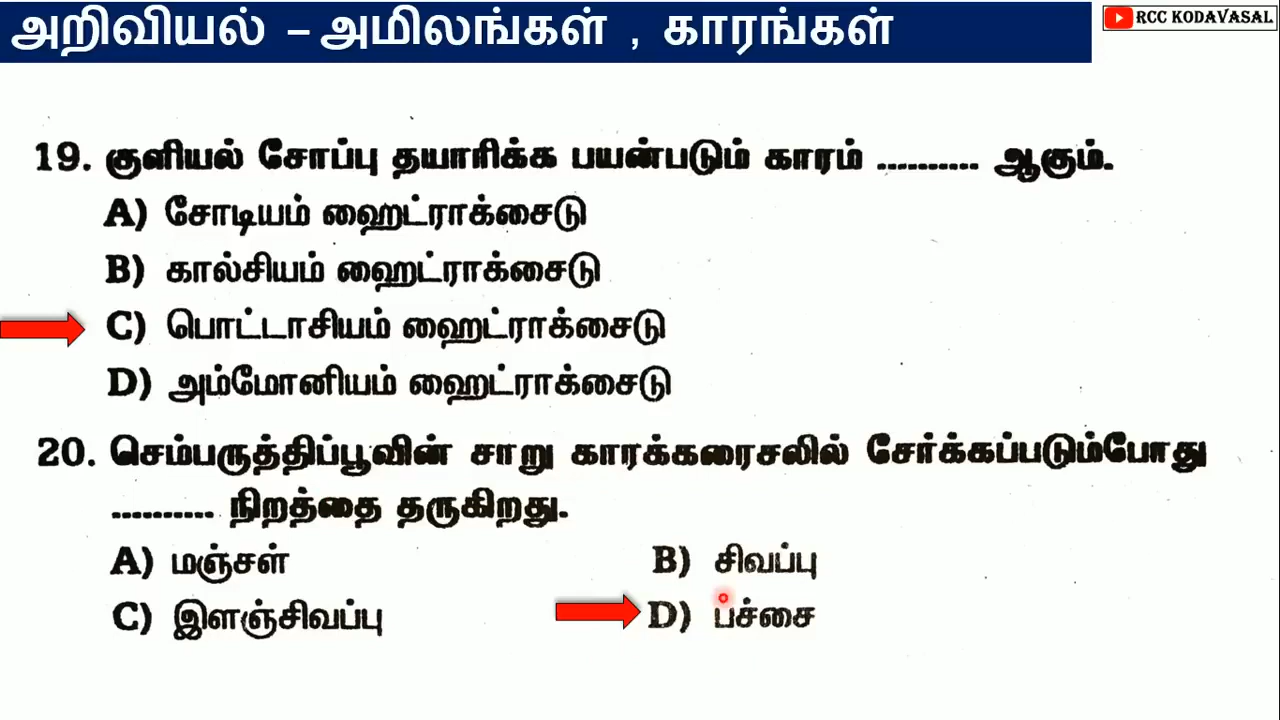 அறிவியல் – அமிலங்கள் , காரங்கள்
RCC KODAVASAL
19. குளியல் சோப்பு தயாரிக்க பயன்படும் காரம் .......... ஆகும்.
A) சோடியம் ஹைட்ராக்சைடு
B) கால்சியம் ஹைட்ராக்சைடு
C) பொட்டாசியம் ஹைட்ராக்சைடு
D) அம்மோனியம் ஹைட்ராக்சைடு
20. செம்பருத்திப்பூவின் சாறு காரக்கரைசலில் சேர்க்கப்படும்போது
.......... நிறத்தை தருகிறது.
A) மஞ்சள் B) சிவப்பு
C) இளஞ்சிவப்பு D) பச்சை